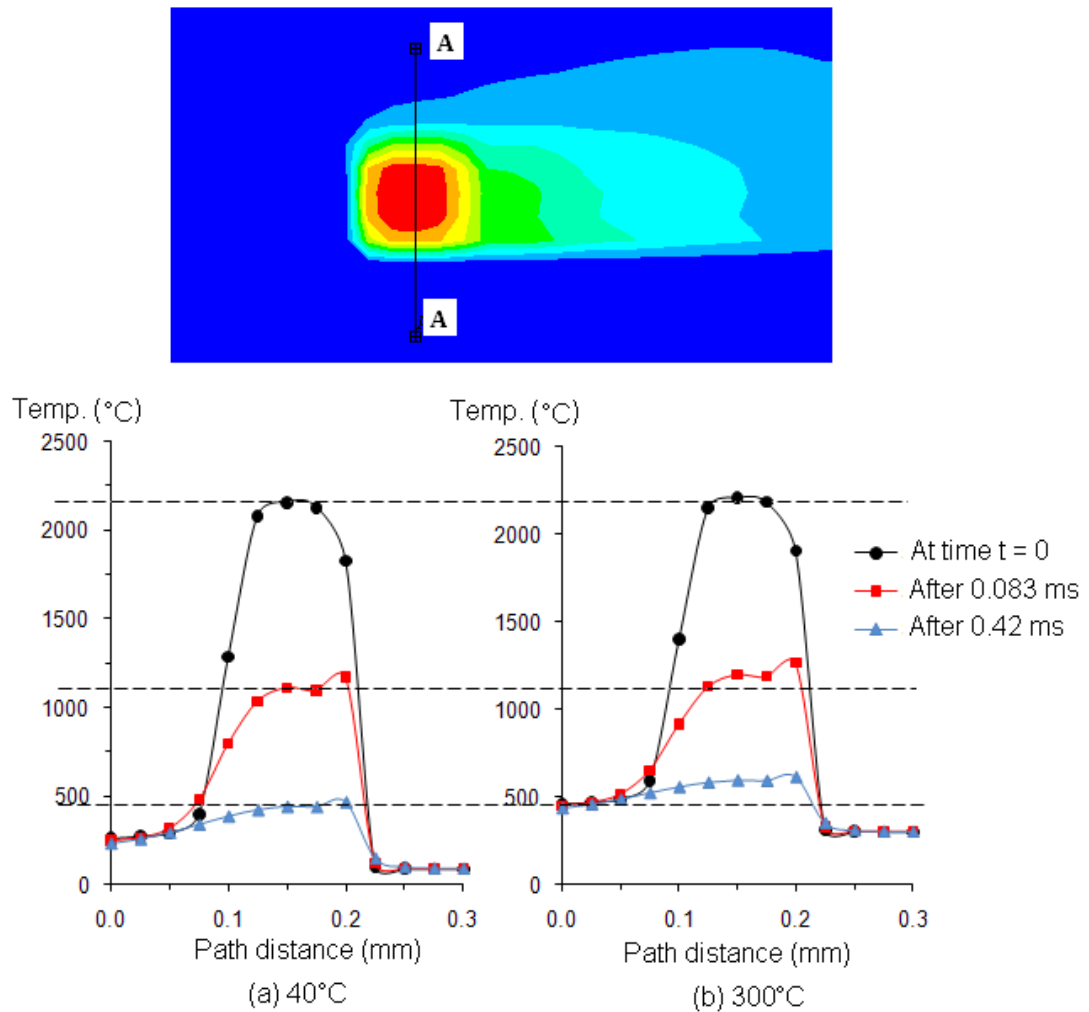 A
A
Temp. (°C)
Temp. (°C)
2500
2000
1500
1000
500
0
0.0 0.1 0.2 0.3
Path distance (mm)
(a) 40°C
2500
2000
1500
1000
500
0
0.0 0.1 0.2 0.3
Path distance (mm)
(b) 300°C
At time t = 0
After 0.083 ms
After 0.42 ms